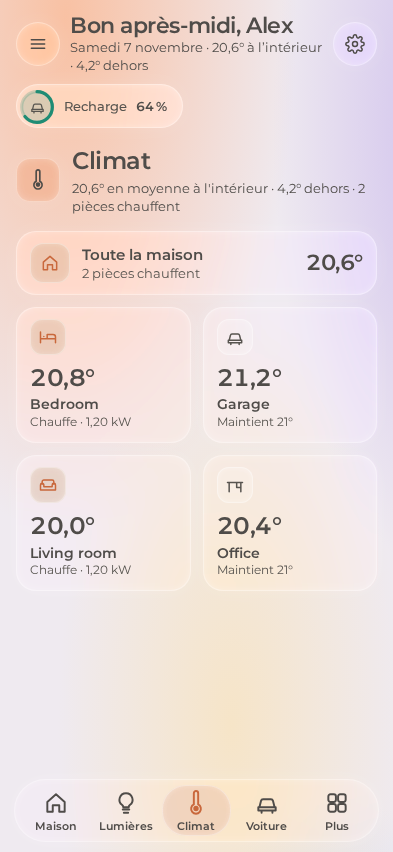 Bon après-midi, Alex
Samedi 7 novembre · 20,6° à l'intérieur
· 4,2° dehors
Recharge 64 %
Climat
20,6° en moyenne à l'intérieur · 4,2° dehors · 2
pièces chauffent
Toute la maison
2 pièces chauffent
20,6°
20,8°
Bedroom
Chauffe · 1,20 kW
21,2°
Garage
Maintient 21°
20,0°
Living room
Chauffe · 1,20 kW
20,4°
Office
Maintient 21°
Maison
Lumières
Climat
Voiture
Plus